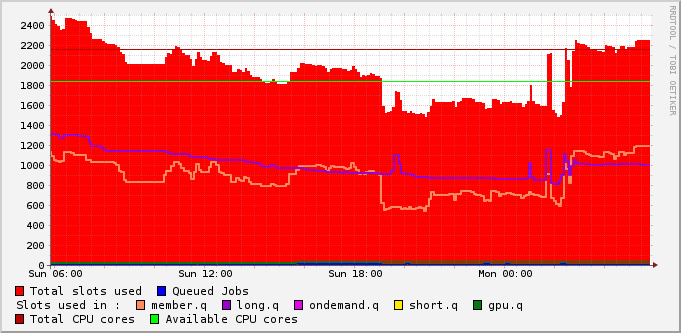 RRDTOOL / TOBI OETIKER
2400
2200
2000
1800
1600
1400
1200
1000
800
600
400
200
0
Sun 06:00 Sun 12:00 Sun 18:00 Mon 00:00
Total slots used Queued Jobs
Slots used in : member.q long.q ondemand.q short.q gpu.q
Total CPU cores Available CPU cores